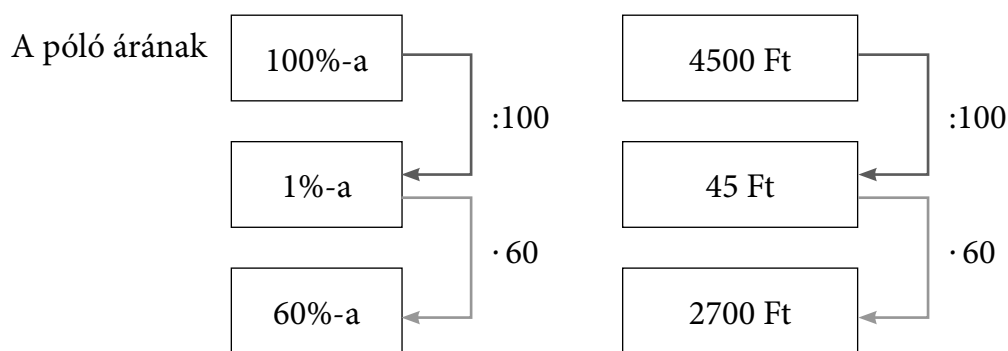 A póló árának 100%-a 4500 Ft
:100 :100
1%-a 45 Ft
· 60 · 60
60%-a 2700 Ft